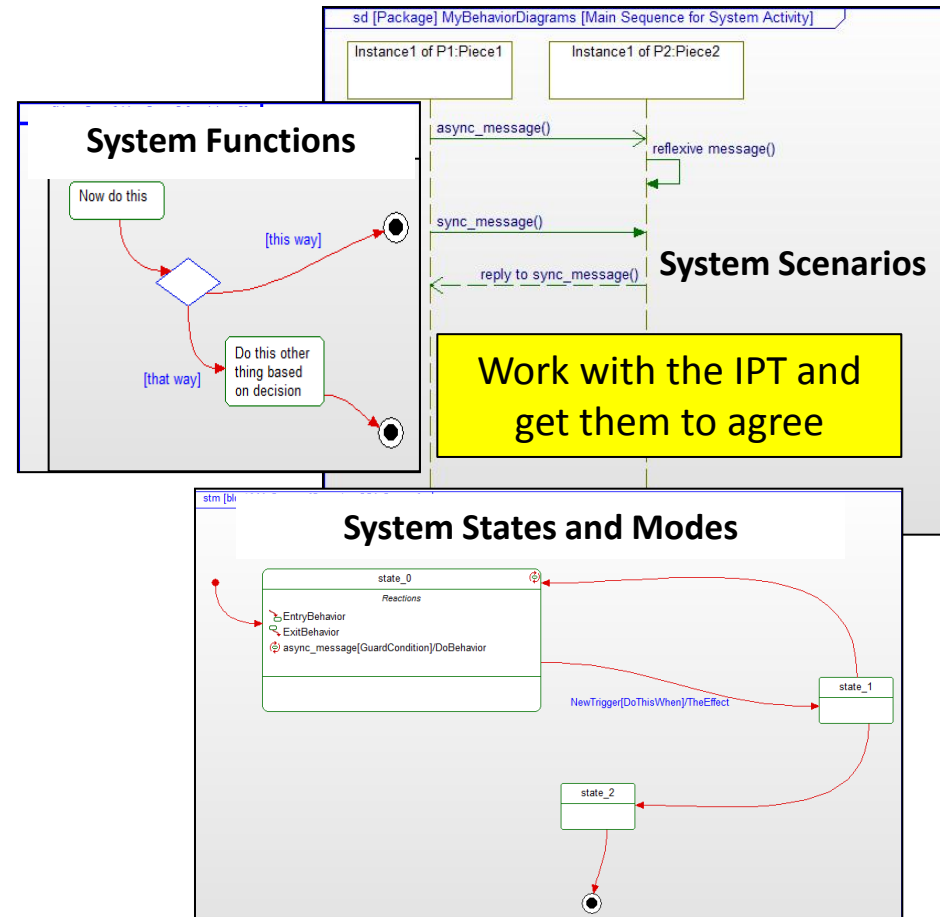 sd [Package] MyBehaviorDiagrams [Main Sequence for System Activity]
Instance1 of P1:Piece1
Instance1 of P2:Piece2
async_message()
reflexive message()
sync_message()
reply to sync_message()
System Scenarios
System Functions
Now do this
[this way]
Do this other
thing based
on decision
[that way]
Work with the IPT and
get them to agree
stm
System States and Modes
state_0
Reactions
EntryBehavior
ExitBehavior
async_message[GuardCondition]/DoBehavior
state_1
NewTrigger[DoThisWhen]/TheEffect
state_2